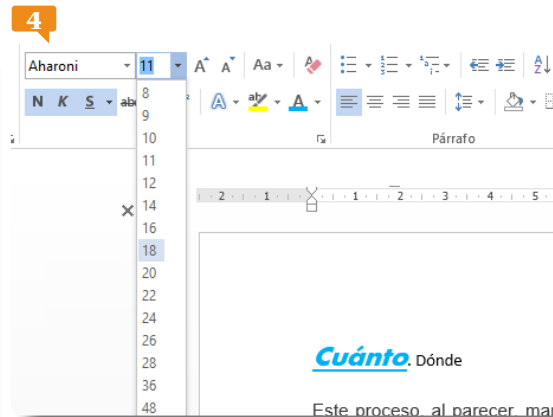 4
Aharoni 11 A A Aa A
N K S abc A aby A
8
9
10
11
12
14
16
18
20
22
24
26
28
36
48
Párrafo
2 1 1 2 3 4 5
Cuánto. Dónde
Este proceso, al parecer,